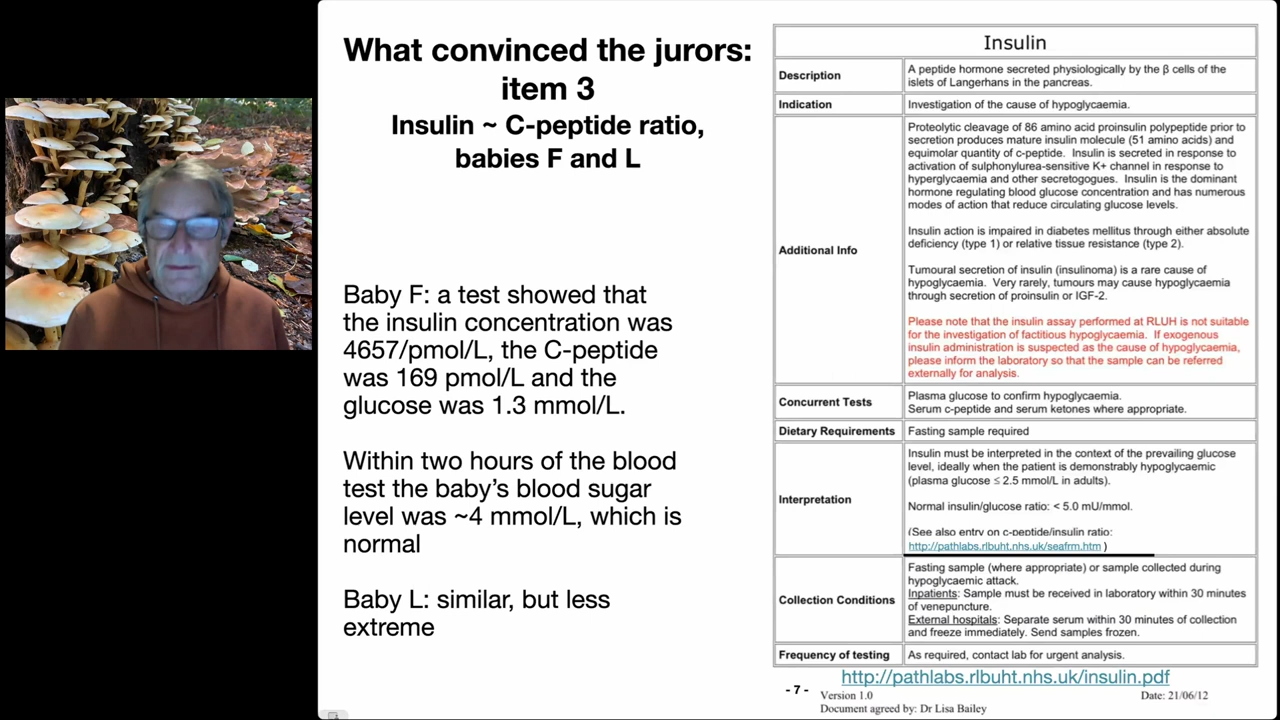 What convinced the jurors:
item 3
Insulin ~ C-peptide ratio,
babies F and L
Baby F: a test showed that
the insulin concentration was
4657/pmol/L, the C-peptide
was 169 pmol/L and the
glucose was 1.3 mmol/L.
Within two hours of the blood
test the baby’s blood sugar
level was ~4 mmol/L, which is
normal
Baby L: similar, but less
extreme
Insulin
Description
A peptide hormone secreted physiologically by the β cells of the
islets of Langerhans in the pancreas.
Indication
Investigation of the cause of hypoglycaemia.
Additional Info
Proteolytic cleavage of 86 amino acid proinsulin polypeptide prior to
secretion produces mature insulin molecule (51 amino acids) and
equimolar quantity of c-peptide. Insulin is secreted in response to
activation of sulphonylurea-sensitive K+ channel in response to
hyperglycaemia and other secretogogues. Insulin is the dominant
hormone regulating blood glucose concentration and has numerous
modes of action that reduce circulating glucose levels.
Insulin action is impaired in diabetes mellitus through either absolute
deficiency (type 1) or relative tissue resistance (type 2).
Tumoural secretion of insulin (insulinoma) is a rare cause of
hypoglycaemia. Very rarely, tumours may cause hypoglycaemia
through secretion of proinsulin or IGF-2.
Please note that the insulin assay performed at RLUH is not suitable
for the investigation of factitious hypoglycaemia. If exogenous
insulin administration is suspected as the cause of hypoglycaemia,
please inform the laboratory so that the sample can be referred
externally for analysis.
Concurrent Tests
Plasma glucose to confirm hypoglycaemia.
Serum c-peptide and serum ketones where appropriate.
Dietary Requirements
Fasting sample required
Interpretation
Insulin must be interpreted in the context of the prevailing glucose
level, ideally when the patient is demonstrably hypoglycaemic
(plasma glucose ≤ 2.5 mmol/L in adults).
Normal insulin/glucose ratio: < 5.0 mU/mmol.
(See also entry on c-peptide/insulin ratio:
http://pathlabs.rlbuht.nhs.uk/seafrm.htm )
Collection Conditions
Fasting sample (where appropriate) or sample collected during
hypoglycaemic attack.
Inpatients: Sample must be received in laboratory within 30 minutes
of venepuncture.
External hospitals: Separate serum within 30 minutes of collection
and freeze immediately. Send samples frozen.
Frequency of testing
As required, contact lab for urgent analysis.
http://pathlabs.rlbuht.nhs.uk/insulin.pdf
- 7 -
Version 1.0
Date: 21/06/12
Document agreed by: Dr Lisa Bailey